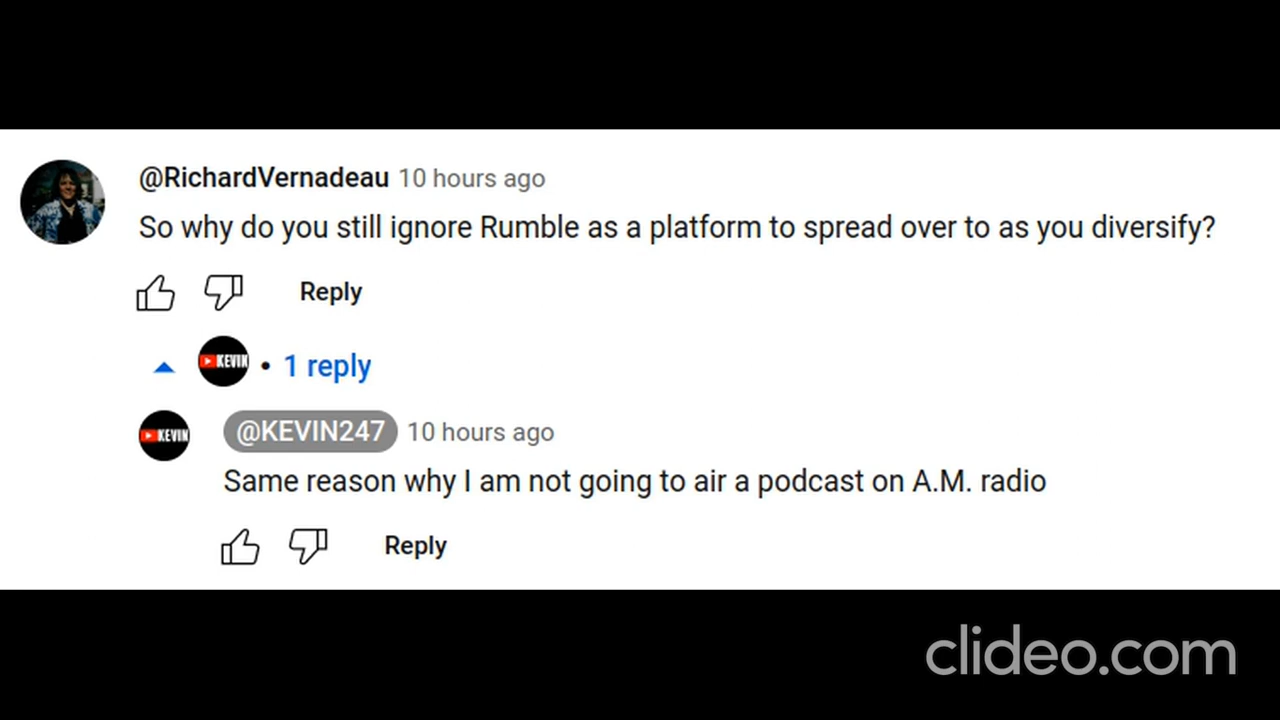 @RichardVernadeau 10 hours ago
So why do you still ignore Rumble as a platform to spread over to as you diversify?
Reply
KEVIN • 1 reply
KEVIN @KEVIN247 10 hours ago
Same reason why I am not going to air a podcast on A.M. radio
Reply
clideo.com